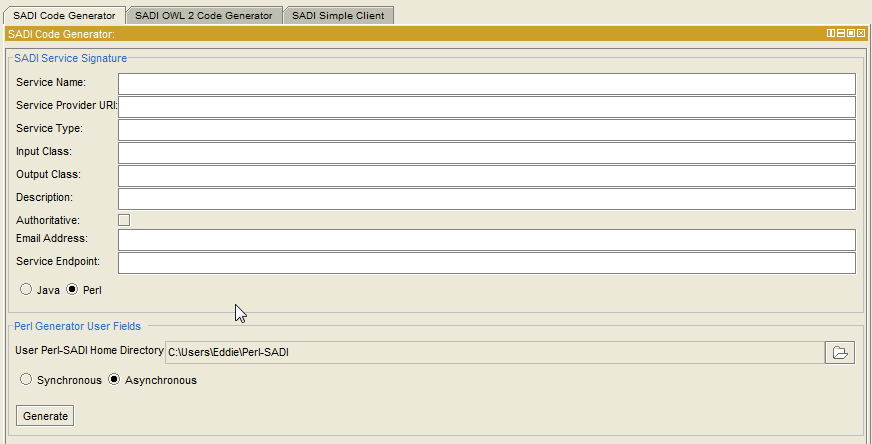 SADI Code Generator SADI OWL 2 Code Generator SADI Simple Client
SADI Code Generator:
SADI Service Signature
Service Name:
Service Provider URI:
Service Type:
Input Class:
Output Class:
Description:
Authoritative:
Email Address:
Service Endpoint:
Java Perl
Perl Generator User Fields
User Perl-SADI Home Directory C:\Users\Eddie\Perl-SADI
Synchronous Asynchronous
Generate